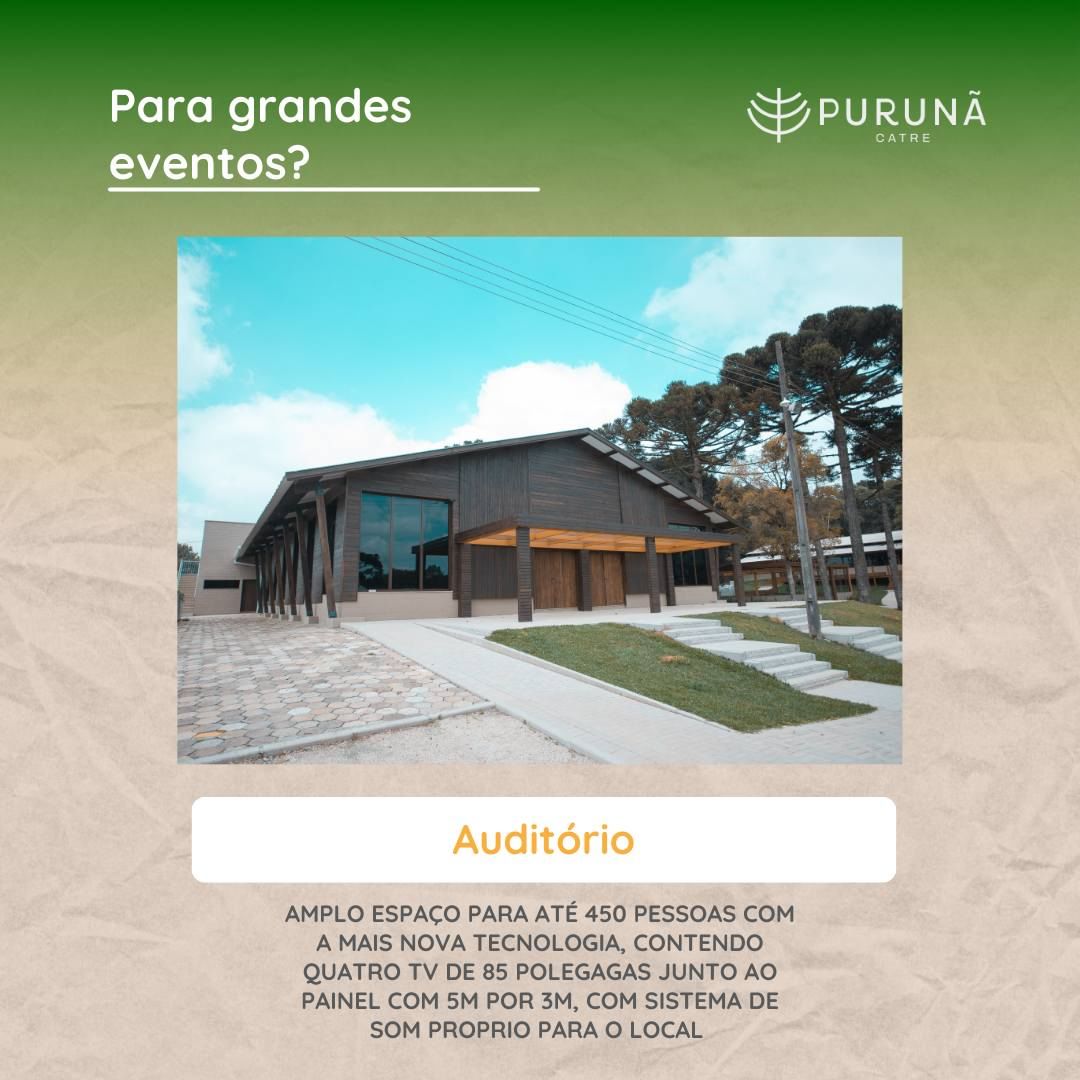 Para grandes
eventos?
PURUNÃ
CATRE
Auditório
AMPLO ESPAÇO PARA ATÉ 450 PESSOAS COM
A MAIS NOVA TECNOLOGIA, CONTENDO
QUATRO TV DE 85 POLEGAGAS JUNTO AO
PAINEL COM 5M POR 3M, COM SISTEMA DE
SOM PROPRIO PARA O LOCAL